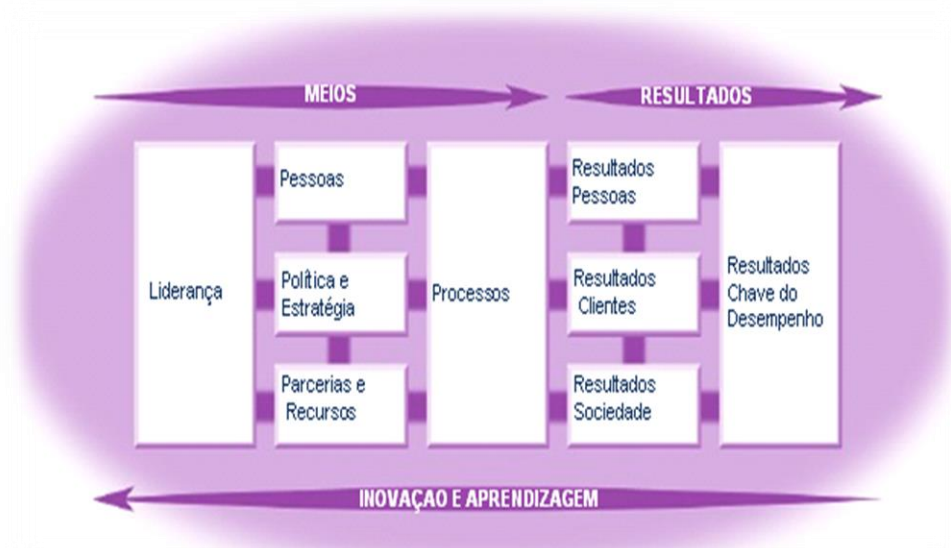 MEIOS
RESULTADOS
Liderança
Pessoas
Política e
Estratégia
Parcerias e
Recursos
Processos
Resultados
Pessoas
Resultados
Clientes
Resultados
Sociedade
Resultados
Chave do
Desempenho
INOVAÇAO E APRENDIZAGEM